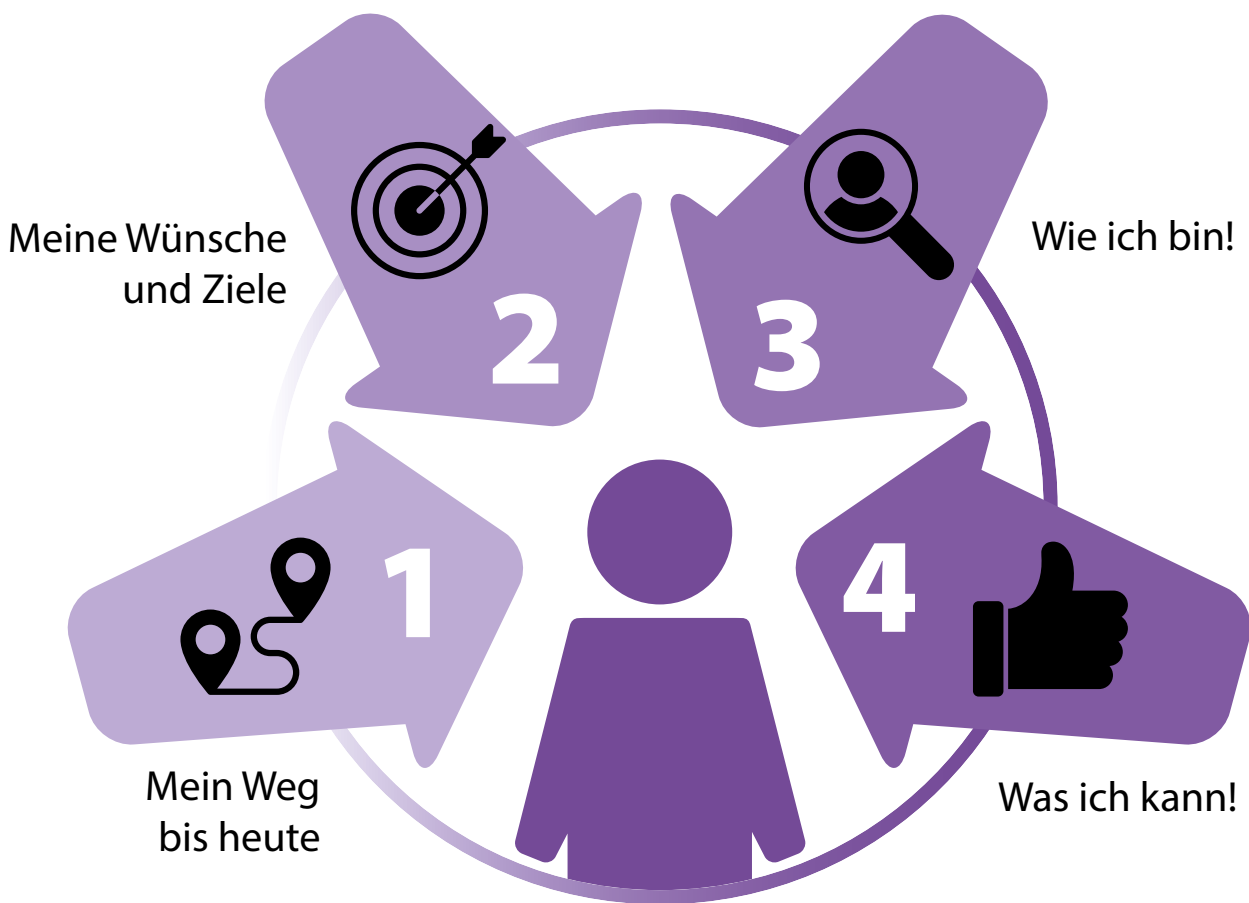 Meine Wünsche
und Ziele
2
3
Wie ich bin!
1
Mein Weg
bis heute
4
Was ich kann!